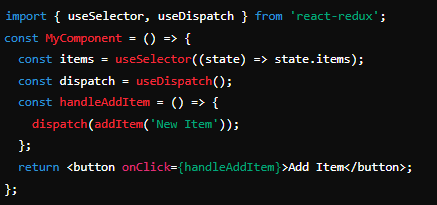 import { useSelector, useDispatch } from 'react-redux';
const MyComponent = () => {
  const items = useSelector((state) => state.items);
  const dispatch = useDispatch();
  const handleAddItem = () => {
    dispatch(addItem('New Item'));
  };
  return <button onClick={handleAddItem}>Add Item</button>;
};